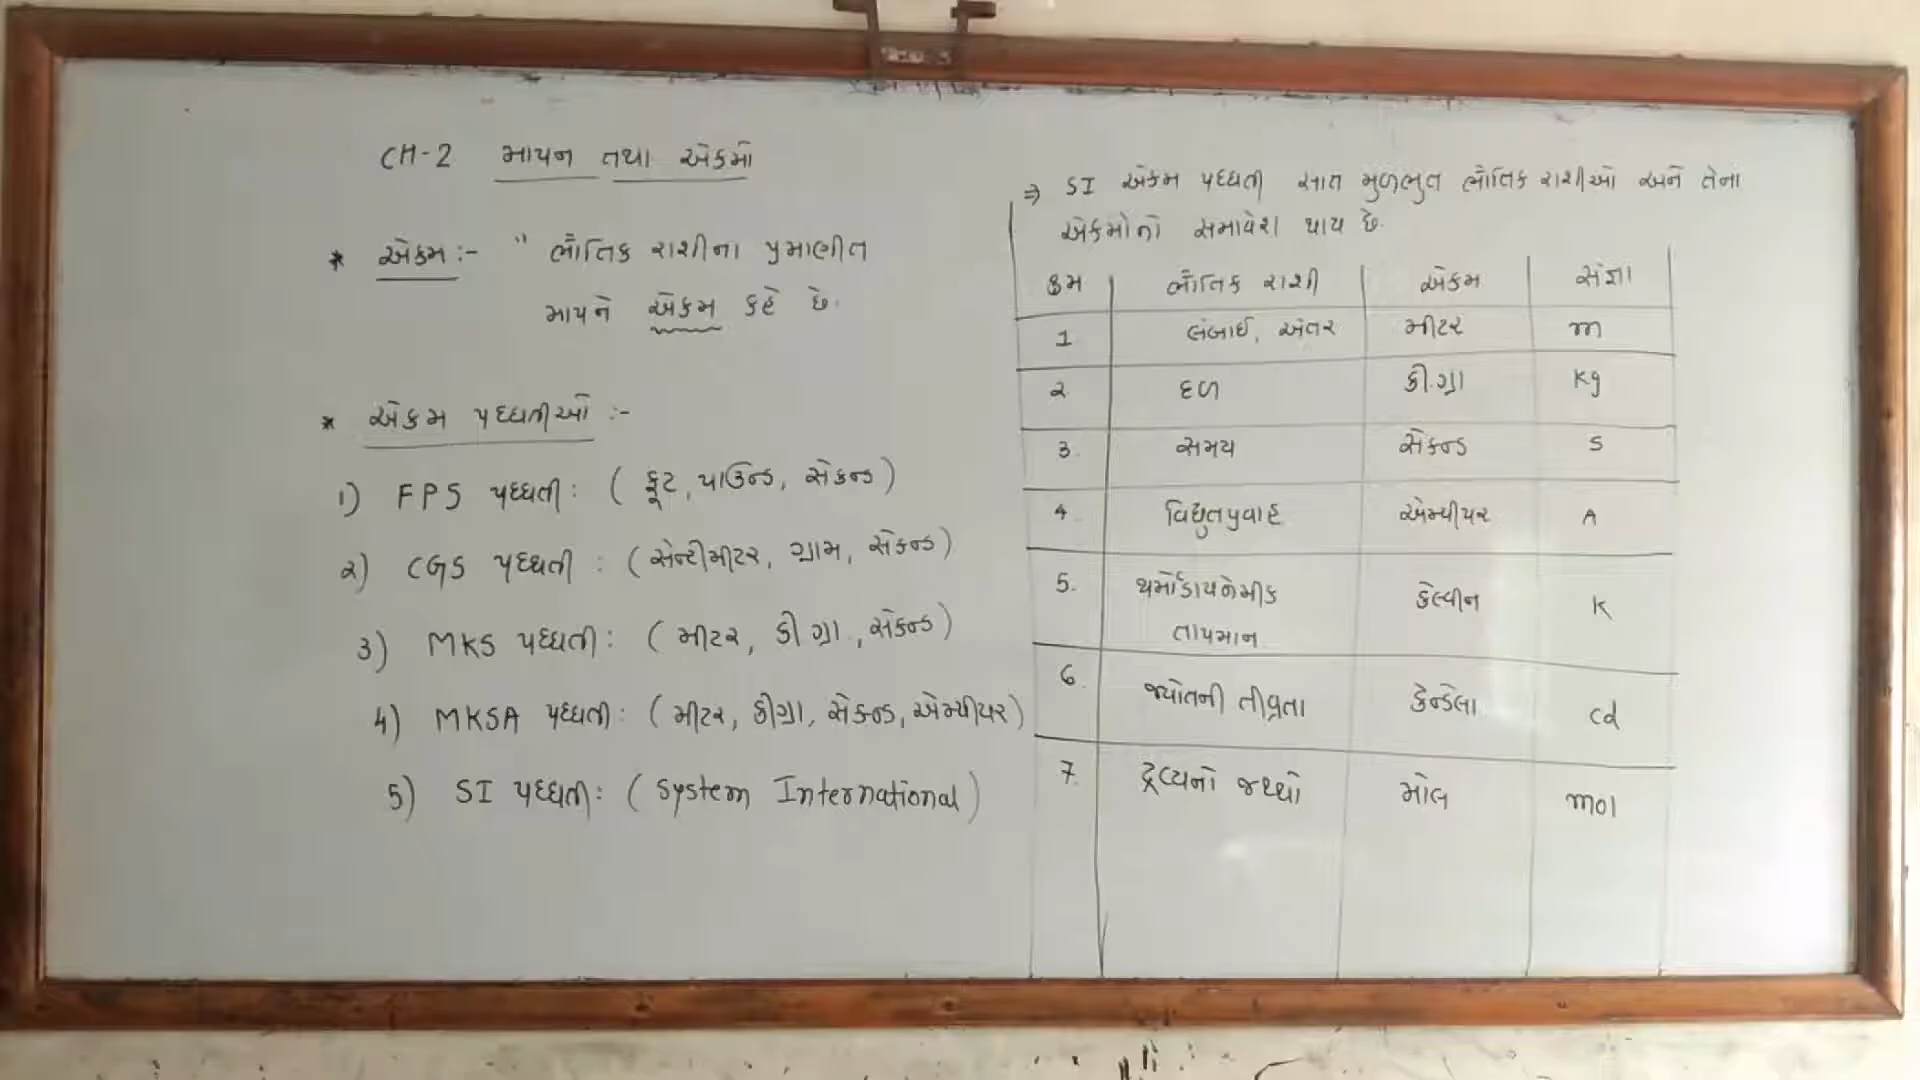 CH-2 માપન તથા એકમો
* એકમ :- " ભૌતિક રાશીના પ્રમાણીત
માપને એકમ કહે છે.
* એકમ પધ્ધતીઓ :-
1) FPS પધ્ધતી : ( ફૂટ, પાઉન્ડ, સેકન્ડ )
૨) CGS પધ્ધતી : ( સેન્ટીમીટર, ગ્રામ, સેકન્ડ )
3) MKS પધ્ધતી : ( મીટર, કી ગ્રા, સેકન્ડ )
4) MKSA પધ્ધતી : ( મીટર, કીગ્રા, સેકન્ડ, એમ્પીયર )
5) SI પધ્ધતી : ( System International )
⇒ SI એકમ પધ્ધતી સાત મુળભુત ભૌતિક રાશીઓ અને તેના
એકમોનો સમાવેશ થાય છે.
ક્રમ ભૌતિક રાશી એકમ સંજ્ઞા
1 લંબાઈ, અંતર મીટર m
૨ દળ કી.ગ્રા Kg
3. સમય સેકન્ડ s
4. વિદ્યુતપ્રવાહ એમ્પીયર A
5. થર્મોડાયનેમીક તાપમાન કેલ્વીન K
6. જ્યોતની તીવ્રતા કેન્ડેલા cd
7. દ્રવ્યનો જથ્થો મોલ mol